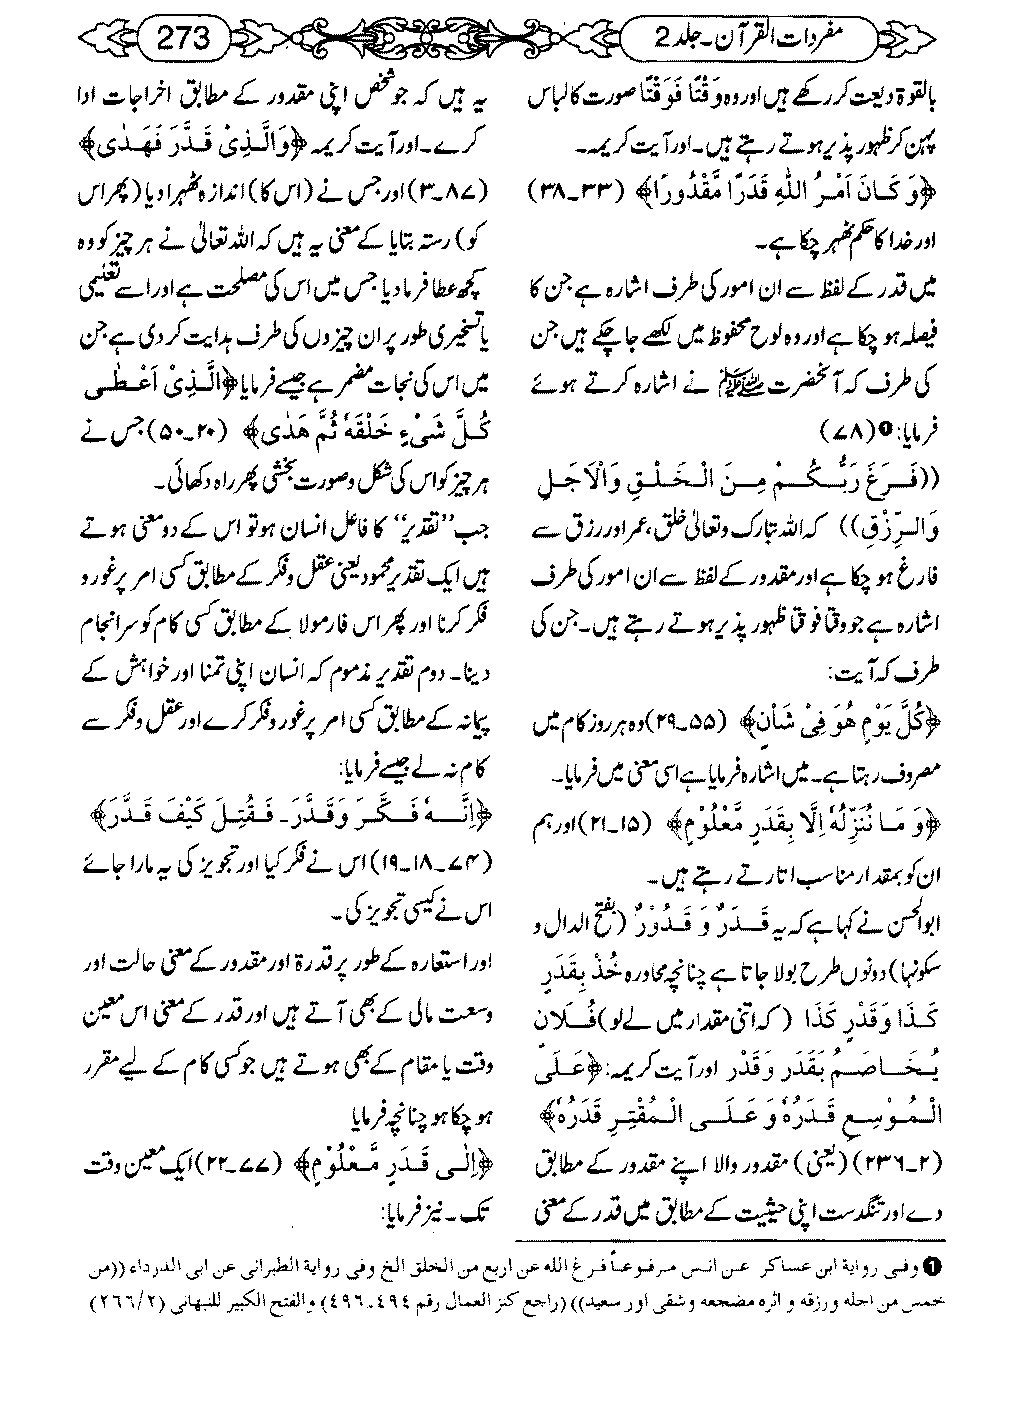 مفردات القرآن۔ جلد 2
273
بالقوۃ ودیعت کر رکھے ہیں اور وہ وَقْتًا فَوَقْتًا صورت کا لباس
پہن کر ظہور پذیر ہوتے رہتے ہیں۔ اور آیت کریمہ۔
﴿وَكَانَ اَمْرُ اللّٰهِ قَدَرًا مَّقْدُورًا﴾ (۳۳۔۳۸)
اور خدا کا حکم ٹھہر چکا ہے۔
میں قدر کے لفظ سے ان امور کی طرف اشارہ ہے جن کا
فیصلہ ہو چکا ہے اور وہ لوح محفوظ میں لکھے جا چکے ہیں جن
کی طرف کہ آنحضرت ﷺ نے اشارہ کرتے ہوئے
فرمایا:❶ (۷۸)
((فَرَغَ رَبُّكُمْ مِنَ الْخَلْقِ وَالْاَجَلِ
وَالرِّزْقِ)) کہ اللہ تبارک وتعالیٰ خلق، عمر اور رزق سے
فارغ ہو چکا ہے اور مقدور کے لفظ سے ان امور کی طرف
اشارہ ہے جو وقتا فوقتا ظہور پذیر ہوتے رہتے ہیں۔ جن کی
طرف کہ آیت:
﴿كُلَّ يَوْمٍ هُوَ فِيْ شَاْنٍ﴾ (۵۵۔۲۹) وہ ہر روز کام میں
مصروف رہتا ہے۔ میں اشارہ فرمایا ہے اسی معنی میں فرمایا۔
﴿وَمَا نُنَزِّلُهٗ اِلَّا بِقَدَرٍ مَّعْلُوْمٍ﴾ (۱۵۔۲۱) اور ہم
ان کو بمقدار مناسب اتارتے رہتے ہیں۔
ابوالحسن نے کہا ہے کہ یہ قَدَرٌ وَ قَدُوْرٌ (بفتح الدال و
سکونہا) دونوں طرح بولا جاتا ہے چنانچہ محاورہ خُذْ بِقَدَرِ
كَذَا وَقَدْرِ كَذَا (کہ اتنی مقدار میں لے لو) فُلَانٌ
يُخَاصِمُ بِقَدَرٍ وَقَدْرٍ اور آیت کریمہ: ﴿عَلَى
الْمُوْسِعِ قَدَرُهٗ وَعَلَى الْمُقْتِرِ قَدَرُهٗ﴾
(۲۔۲۳۶) (یعنی) مقدور والا اپنے مقدور کے مطابق
دے اور تنگدست اپنی حیثیت کے مطابق میں قدر کے معنی
یہ ہیں کہ جو شخص اپنی مقدور کے مطابق اخراجات ادا
کرے۔ اور آیت کریمہ ﴿وَالَّذِيْ قَدَّرَ فَهَدٰى﴾
(۸۷۔۳) اور جس نے (اس کا) اندازہ ٹھہرا دیا (پھر اس
کو) رستہ بتایا کے معنی یہ ہیں کہ اللہ تعالیٰ نے ہر چیز کو وہ
کچھ عطا فرما دیا جس میں اس کی مصلحت ہے اور اسے تعلیمی
یا تسخیری طور پر ان چیزوں کی طرف ہدایت کر دی ہے جن
میں اس کی نجات مضمر ہے جیسے فرمایا ﴿الَّذِيْ اَعْطٰى
كُلَّ شَيْءٍ خَلْقَهٗ ثُمَّ هَدٰى﴾ (۲۰۔۵۰) جس نے
ہر چیز کو اس کی شکل وصورت بخشی پھر راہ دکھائی۔
جب ”تقدیر“ کا فاعل انسان ہو تو اس کے دو معنی ہوتے
ہیں ایک تقدیر محمود یعنی عقل وفکر کے مطابق کسی امر پر غور و
فکر کرنا اور پھر اس فارمولا کے مطابق کسی کام کو سرانجام
دینا۔ دوم تقدیر مذموم کہ انسان اپنی تمنا اور خواہش کے
پیمانہ کے مطابق کسی امر پر غور وفکر کرے اور عقل وفکر سے
کام نہ لے جیسے فرمایا:
﴿اِنَّهٗ فَكَّرَ وَقَدَّرَ۔ فَقُتِلَ كَيْفَ قَدَّرَ﴾
(۷۴۔۱۸۔۱۹) اس نے فکر کیا اور تجویز کی یہ مارا جائے
اس نے کیسی تجویز کی۔
اور استعارہ کے طور پر قدرۃ اور مقدور کے معنی حالت اور
وسعت مالی کے بھی آتے ہیں اور قدر کے معنی اس معین
وقت یا مقام کے بھی ہوتے ہیں جو کسی کام کے لیے مقرر
ہو چکا ہو چنانچہ فرمایا
﴿اِلٰى قَدَرٍ مَّعْلُوْمٍ﴾ (۷۷۔۲۲) ایک معین وقت
تک۔ نیز فرمایا:
❶ وفی روایة ابن عساکر عن انس مرفوعاً فرغ الله عن اربع من الخلق الخ وفی روایة الطبرانی عن ابی الدرداء ((من
خمس من اجله ورزقه و اثره مضجعه وشقی اور سعید)) (راجع کنز العمال رقم ۴۹۴۔۴۹۶) والفتح الکبیر للنبهانی (۲/۲۶۶)